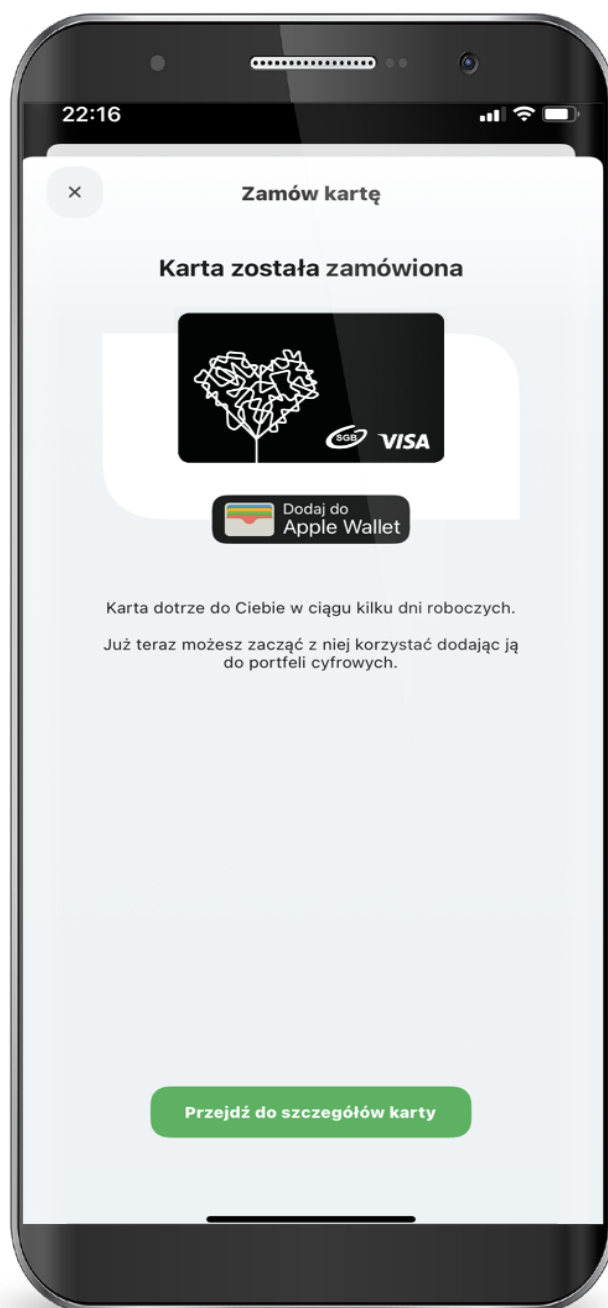 22:16
Zamów kartę
Karta została zamówiona
SGB VISA
Dodaj do
Apple Wallet
Karta dotrze do Ciebie w ciągu kilku dni roboczych.
Już teraz możesz zacząć z niej korzystać dodając ją
do portfeli cyfrowych.
Przejdź do szczegółów karty